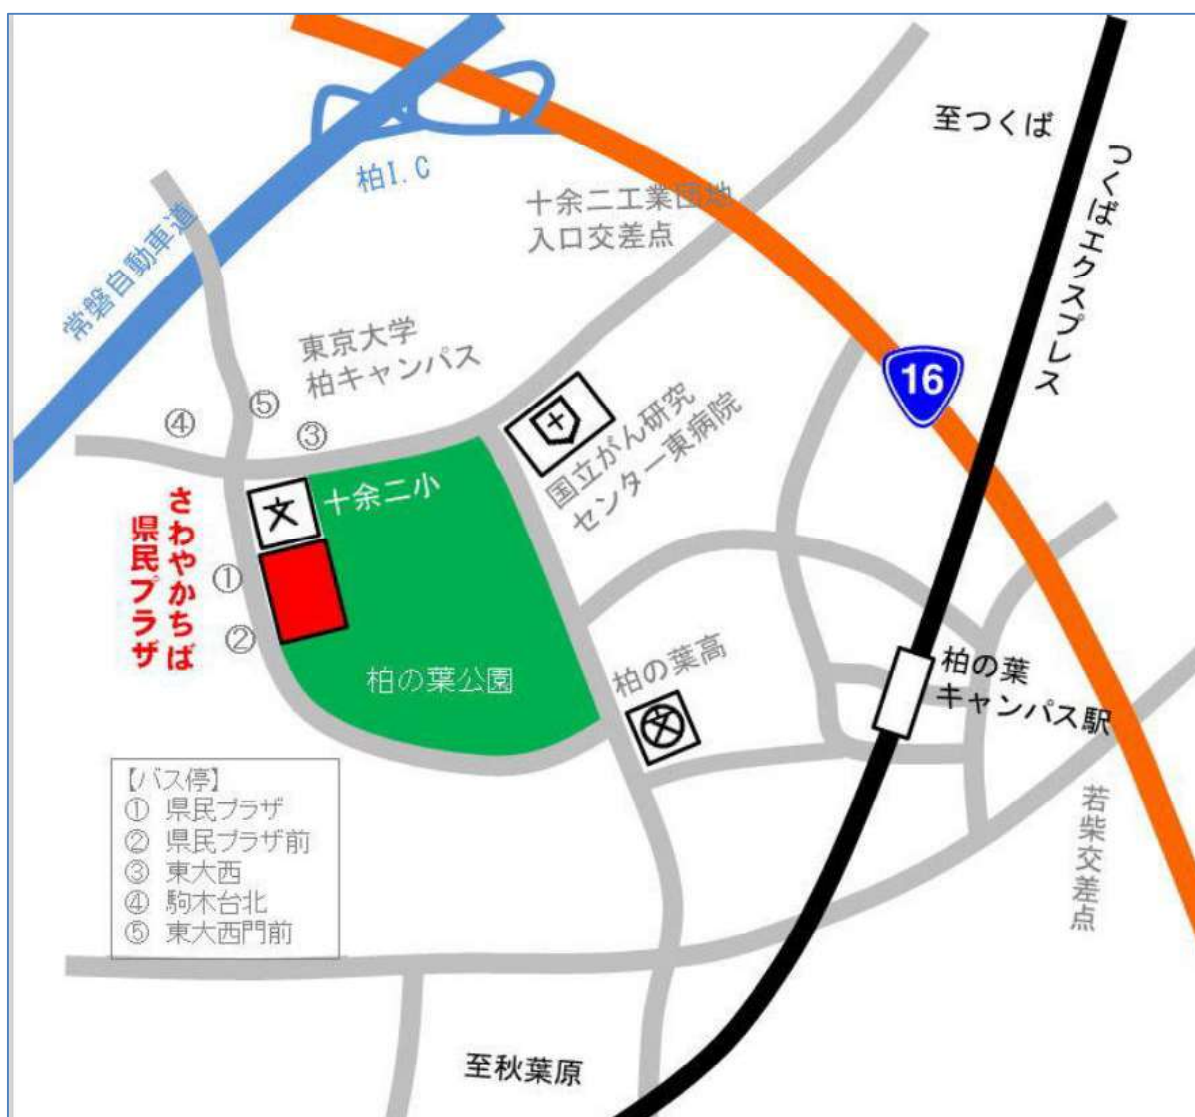 至つくば
つくばエクスプレス
柏I.C
十余二工業団地
入口交差点
常磐自動車道
東京大学
柏キャンパス
16
⑤
④
③
国立がん研究
センター東病院
十余二小
さわやかちば
県民プラザ
①
②
柏の葉公園
柏の葉高
柏の葉
キャンパス駅
若柴交差点
【バス停】
① 県民プラザ
② 県民プラザ前
③ 東大西
④ 駒木台北
⑤ 東大西門前
至秋葉原